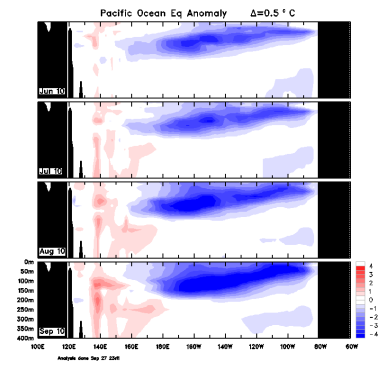 Pacific Ocean Eq Anomaly Δ=0.5°C
Jun 10
Jul 10
Aug 10
0m
50m
100m
150m
200m
250m
300m
350m
400m
Sep 10
4
3
2
1
0
-1
-2
-3
-4
100E 120E 140E 160E 180W 160W 140W 120W 100W 80W 60W
Analysis done Sep 27